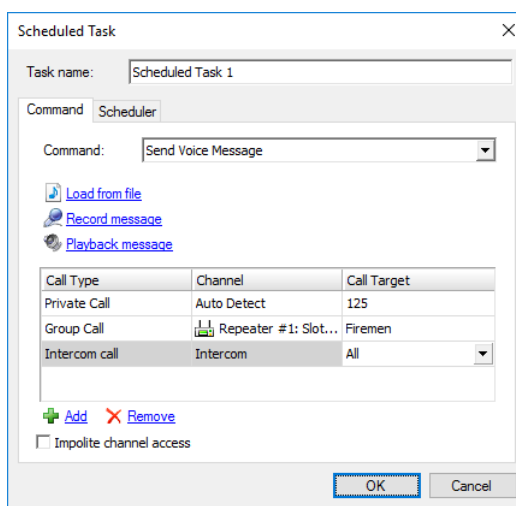 Scheduled Task
Task name: Scheduled Task 1
Command Scheduler
Command: Send Voice Message
Load from file
Record message
Playback message
Call Type Channel Call Target
Private Call Auto Detect 125
Group Call Repeater #1: Slot... Firemen
Intercom call Intercom All
Add Remove
Impolite channel access
OK Cancel